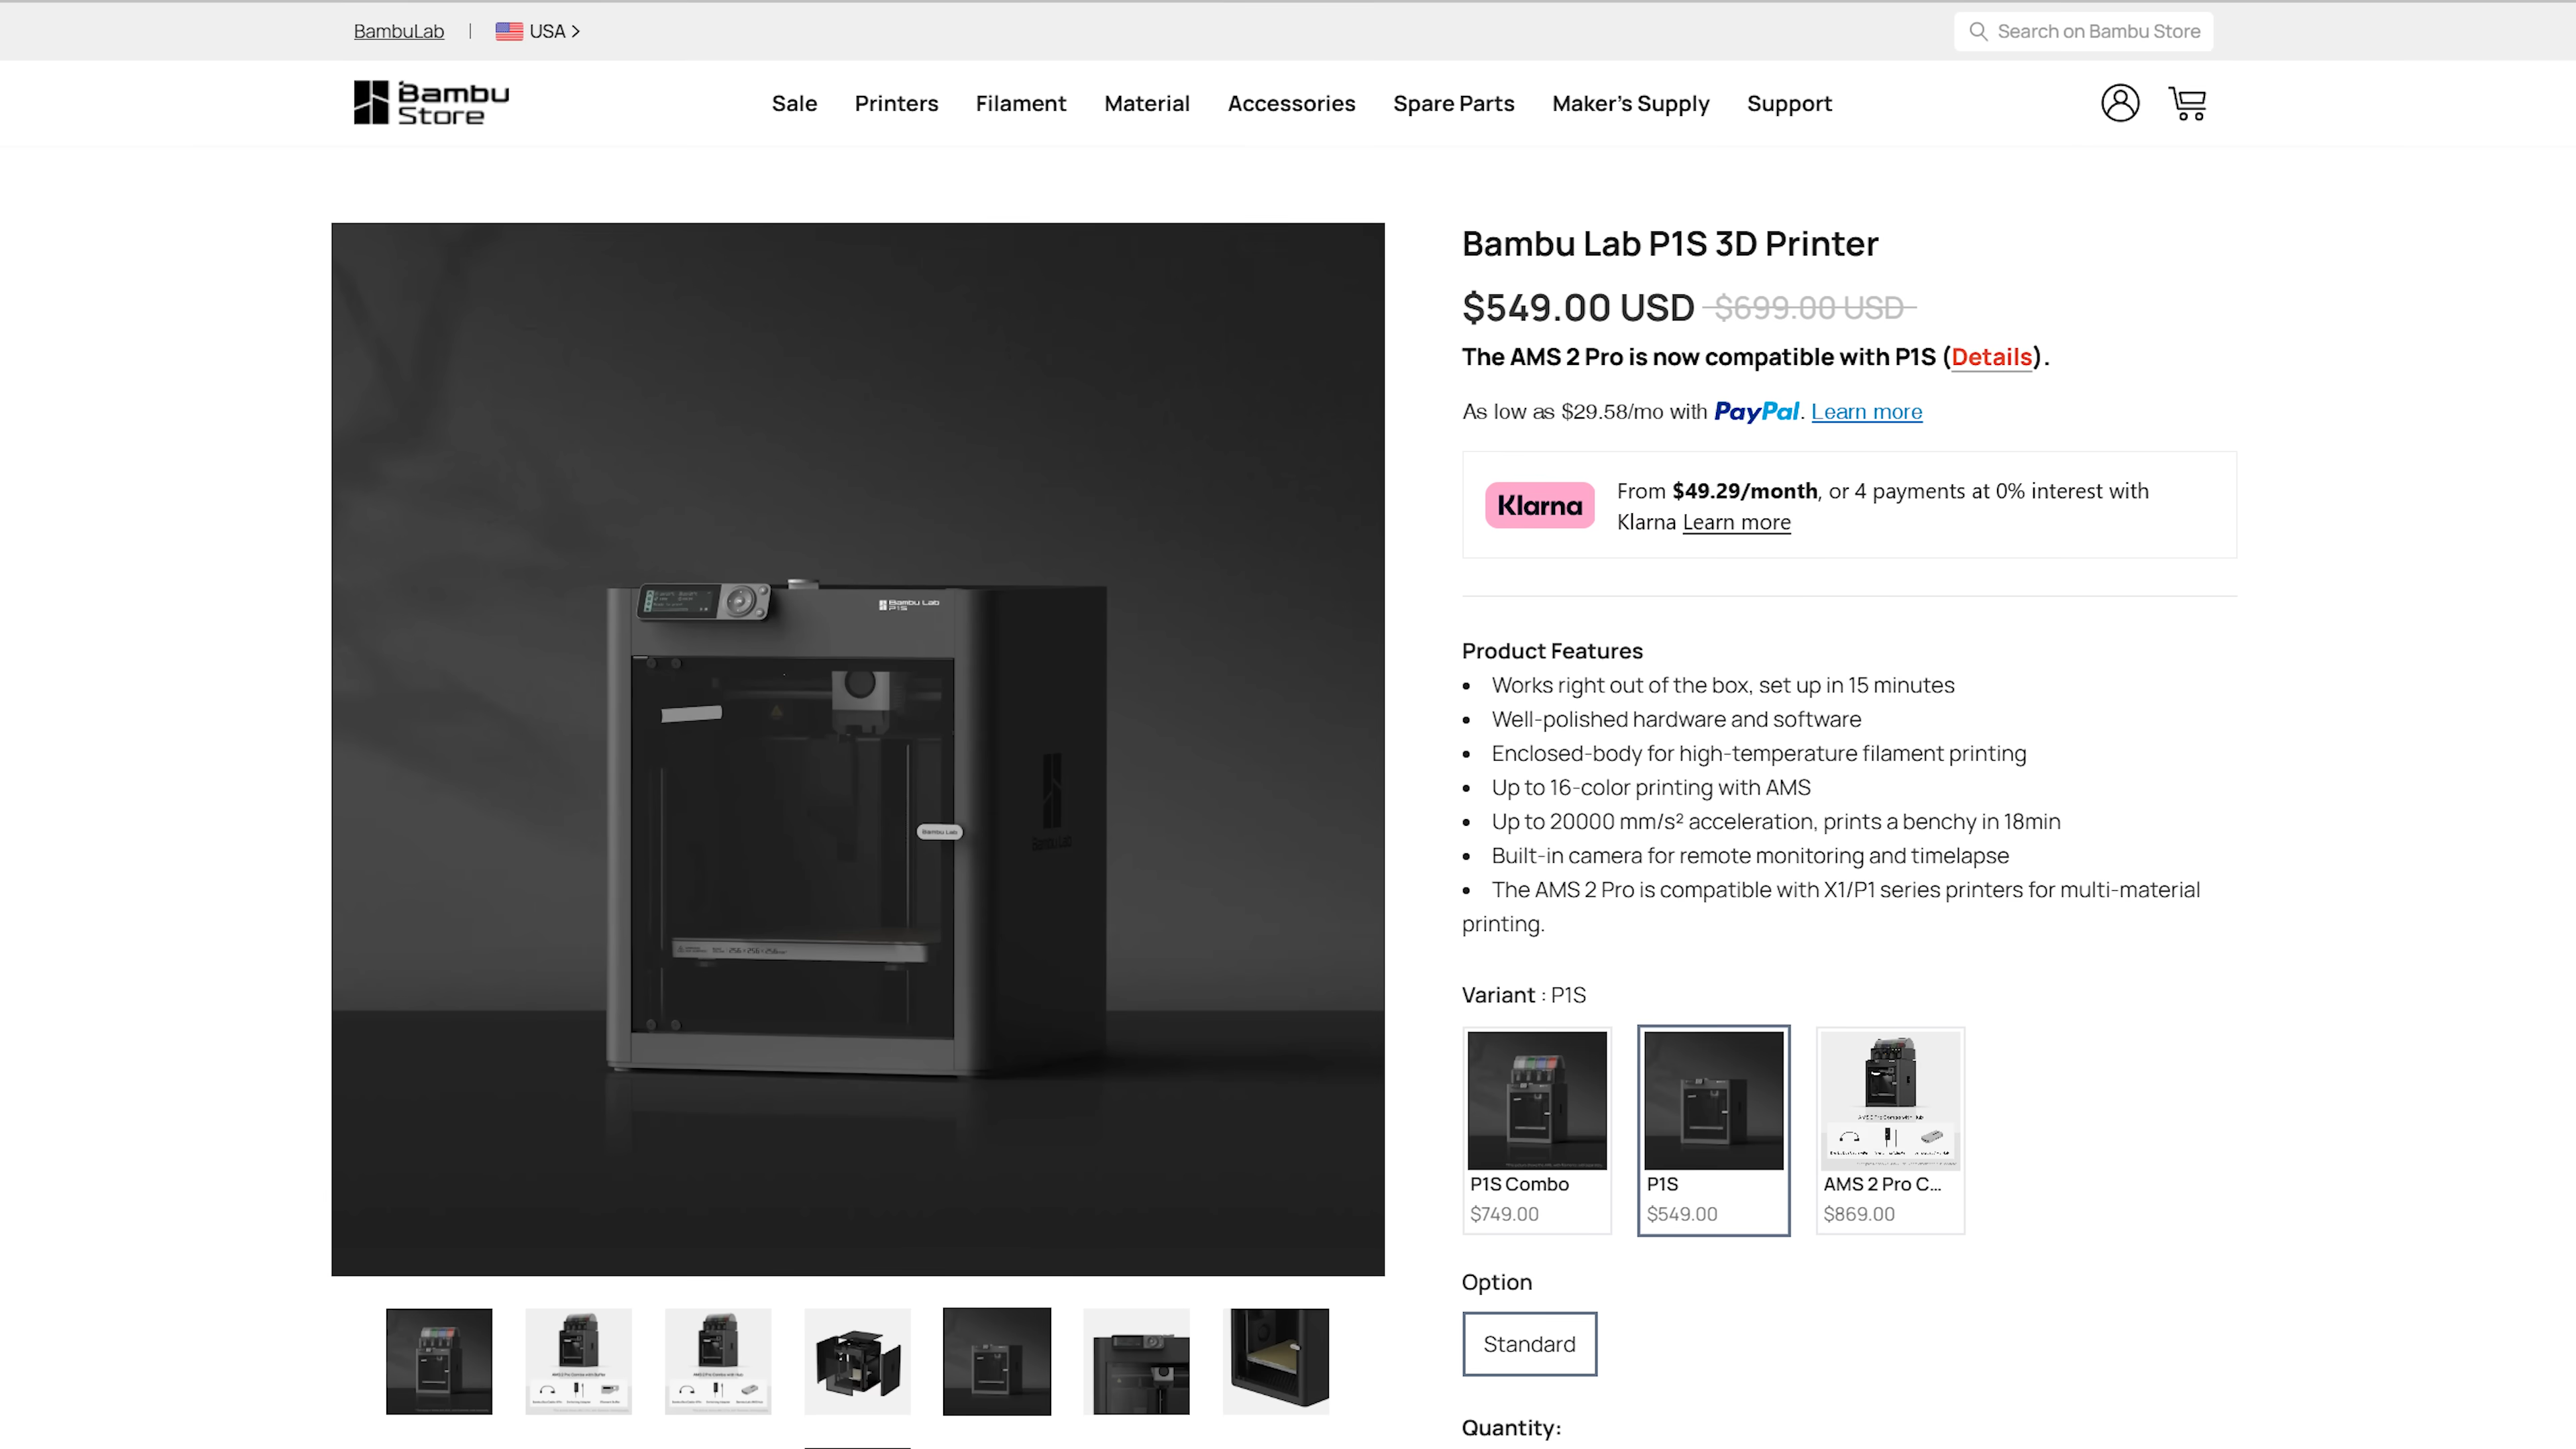 BambuLab | USA >
Search on Bambu Store
Bambu
Store
Sale Printers Filament Material Accessories Spare Parts Maker's Supply Support
Bambu Lab P1S 3D Printer
$549.00 USD $699.00 USD
The AMS 2 Pro is now compatible with P1S (Details).
As low as $29.58/mo with PayPal. Learn more
Klarna
From $49.29/month, or 4 payments at 0% interest with
Klarna Learn more
Bambu Lab
P1S
Bambu Lab
Bambu Lab
Product Features
• Works right out of the box, set up in 15 minutes
• Well-polished hardware and software
• Enclosed-body for high-temperature filament printing
• Up to 16-color printing with AMS
• Up to 20000 mm/s² acceleration, prints a benchy in 18min
• Built-in camera for remote monitoring and timelapse
• The AMS 2 Pro is compatible with X1/P1 series printers for multi-material
printing.
Variant : P1S
P1S Combo
$749.00
P1S
$549.00
AMS 2 Pro C...
$869.00
Option
Standard
Quantity: